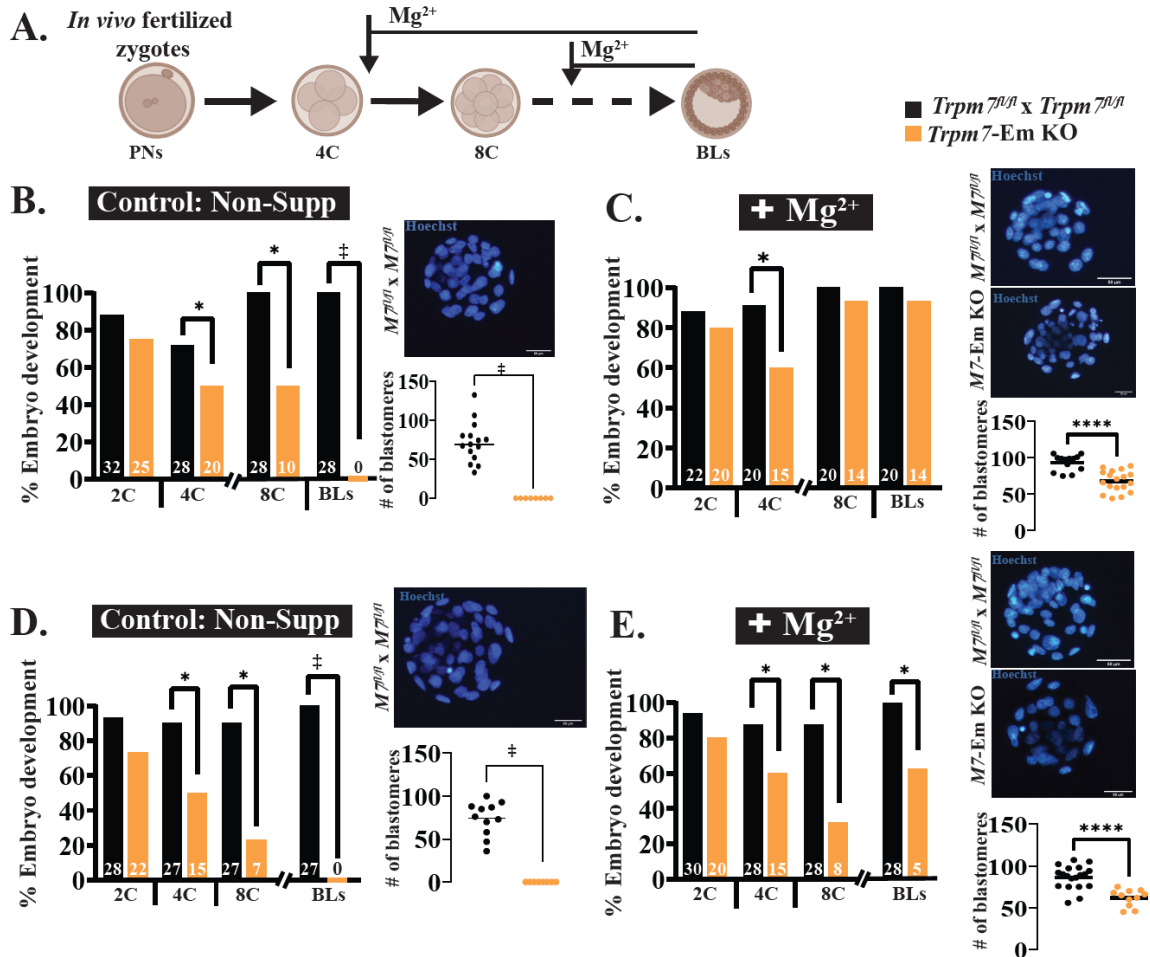 A.
In vivo fertilized
zygotes
Mg²⁺
Mg²⁺
PNs
4C
8C
BLs
Trpm7fl/fl x Trpm7fl/fl
Trpm7-Em KO
B.
Control: Non-Supp
% Embryo development
100
80
60
40
20
0
*
*
‡
32 25 28 20 28 10 28 0
2C 4C 8C BLs
M7fl/fl x M7fl/fl
Hoechst
# of blastomeres
150
100
50
0
‡
C.
+ Mg²⁺
% Embryo development
100
80
60
40
20
0
*
22 20 20 15 20 14 20 14
2C 4C 8C BLs
M7fl/fl x M7fl/fl
Hoechst
M7-Em KO
Hoechst
# of blastomeres
150
100
50
0
****
D.
Control: Non-Supp
% Embryo development
100
80
60
40
20
0
*
*
‡
28 22 27 15 27 7 27 0
2C 4C 8C BLs
M7fl/fl x M7fl/fl
Hoechst
# of blastomeres
150
100
50
0
‡
E.
+ Mg²⁺
% Embryo development
100
80
60
40
20
0
*
*
*
30 20 28 15 28 8 28 5
2C 4C 8C BLs
M7fl/fl x M7fl/fl
Hoechst
M7-Em KO
Hoechst
# of blastomeres
150
100
50
0
****